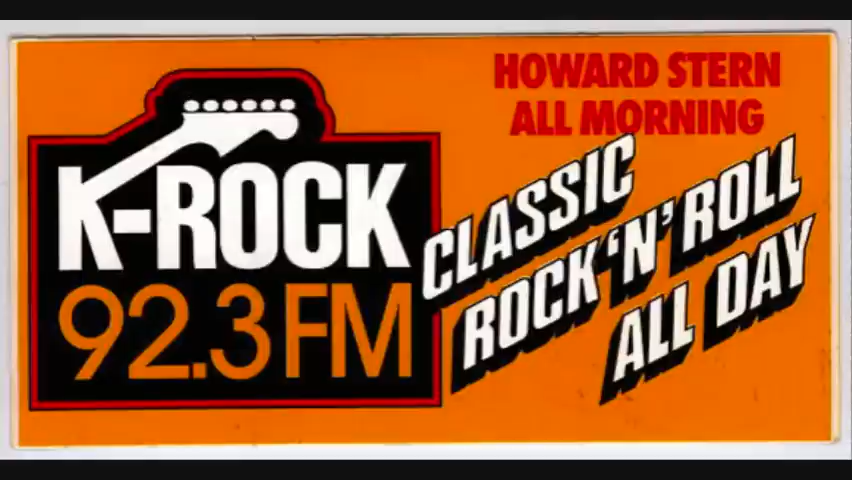 K-ROCK
92.3 FM
HOWARD STERN
ALL MORNING
CLASSIC
ROCK 'N' ROLL
ALL DAY